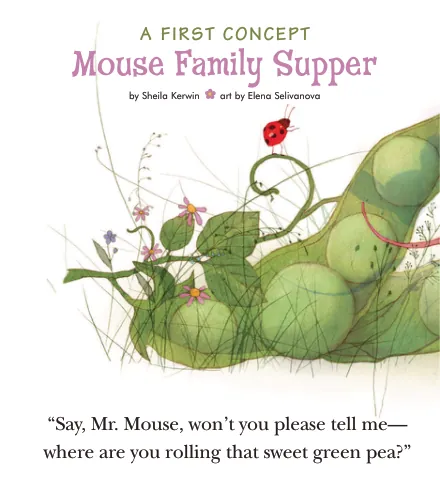 A FIRST CONCEPT
Mouse Family Supper
by Sheila Kerwin art by Elena Selivanova
“Say, Mr. Mouse, won’t you please tell me—
where are you rolling that sweet green pea?”